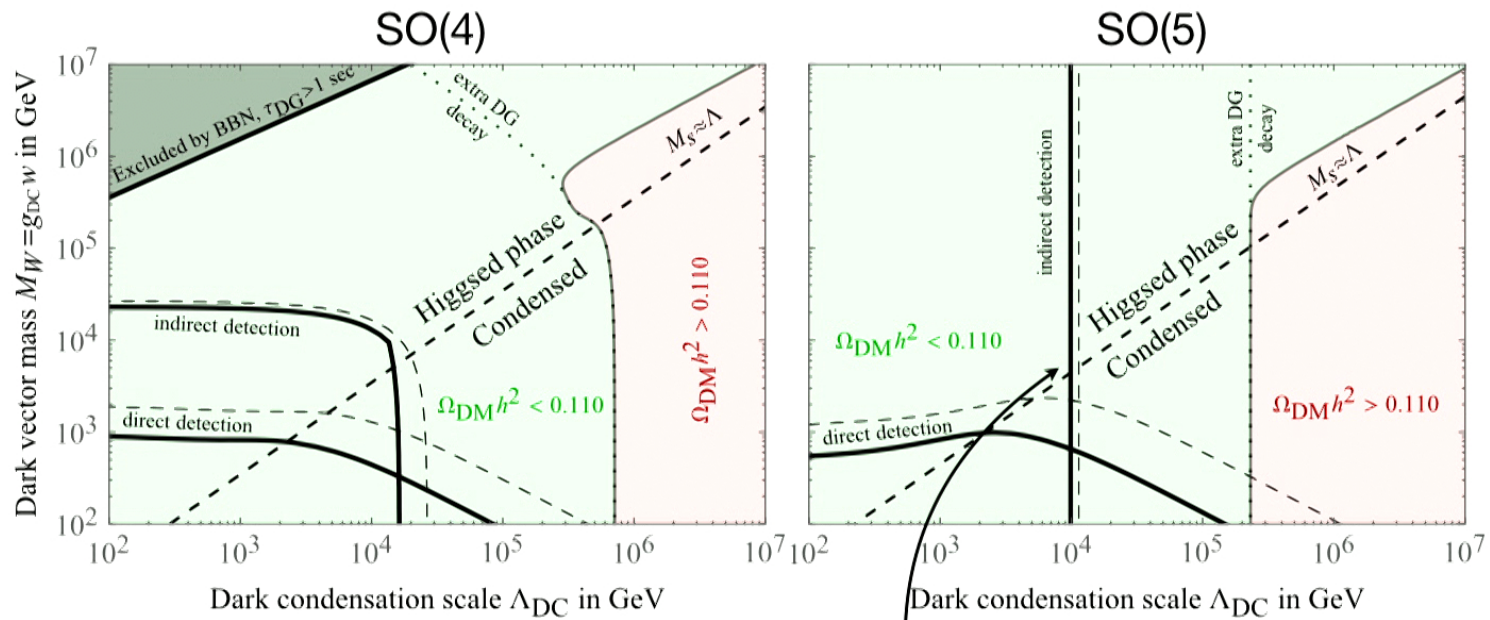 SO(4)
SO(5)
Dark vector mass M_W=g_DC w in GeV
10^7
10^6
10^5
10^4
10^3
10^2
Excluded by BBN, τ_DG>1 sec
extra DG
decay
M_s≈Λ
Higgsed phase
Condensed
indirect detection
direct detection
Ω_DM h^2 < 0.110
Ω_DM h^2 > 0.110
10^2
10^3
10^4
10^5
10^6
10^7
Dark condensation scale Λ_DC in GeV
indirect detection
extra DG
decay
M_s≈Λ
Higgsed phase
Condensed
Ω_DM h^2 < 0.110
direct detection
Ω_DM h^2 > 0.110
10^2
10^3
10^4
10^5
10^6
10^7
Dark condensation scale Λ_DC in GeV